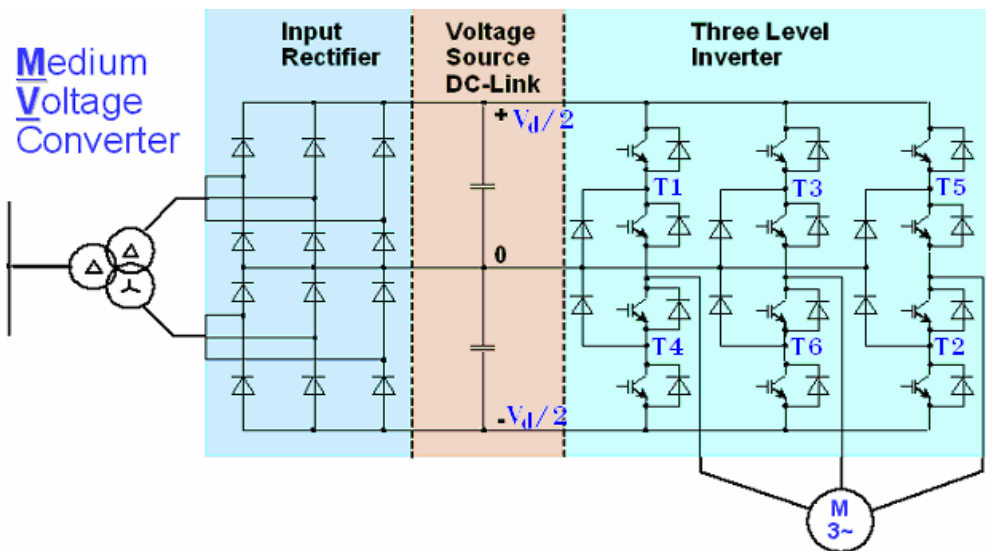 Medium
Voltage
Converter
Input
Rectifier
Voltage
Source
DC-Link
Three Level
Inverter
+ Vd/2
T1
T3
T5
0
T4
T6
T2
-Vd/2
M
3~